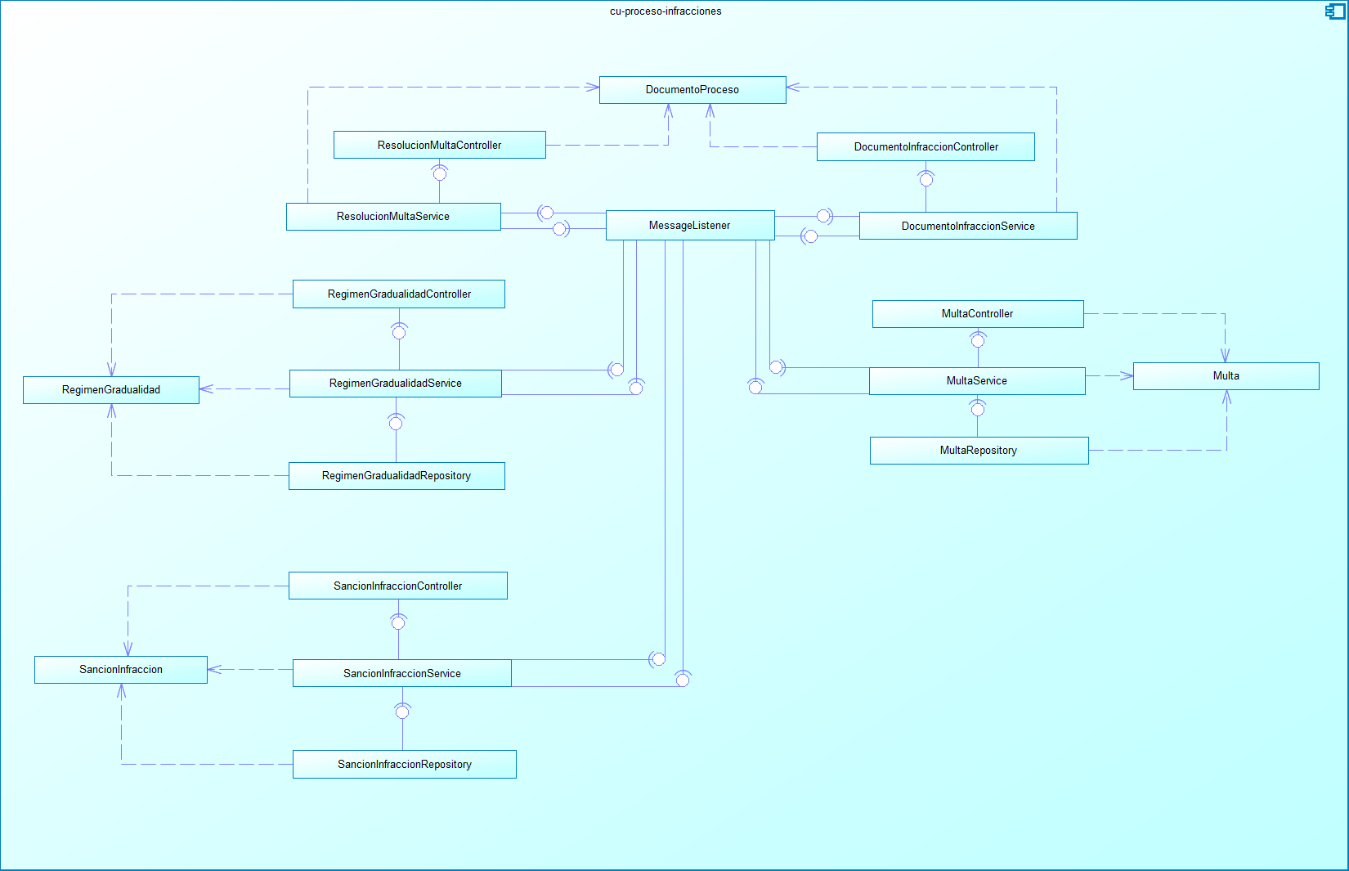 cu-proceso-infracciones
DocumentoProceso
ResolucionMultaController
DocumentoInfraccionController
ResolucionMultaService
MessageListener
DocumentoInfraccionService
RegimenGradualidadController
MultaController
RegimenGradualidad
RegimenGradualidadService
MultaService
Multa
MultaRepository
RegimenGradualidadRepository
SancionInfraccionController
SancionInfraccion
SancionInfraccionService
SancionInfraccionRepository